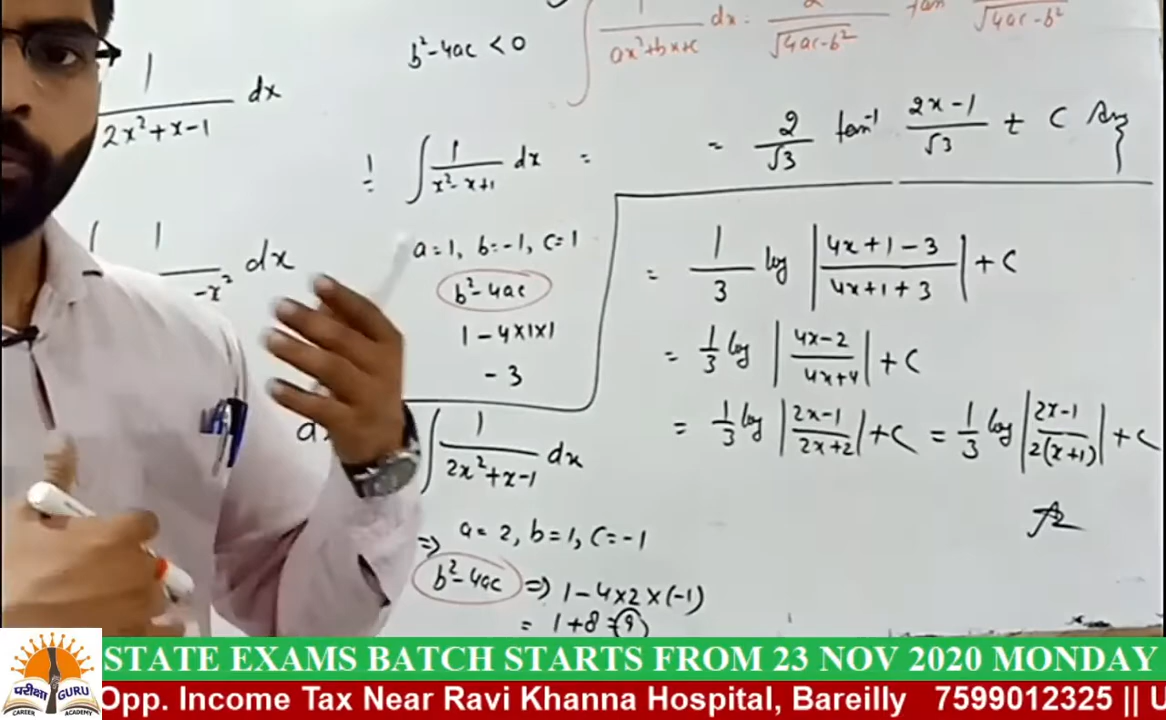 1/(2x²+x-1) dx
1/ -x² dx
b²-4ac < 0
∫ 1/(ax²+bx+c) dx = 2/√(4ac-b²) tan √(4ac-b²)
∫ 1/(x²-x+1) dx =
= 2/√3 tan⁻¹ (2x-1)/√3 + C Ans
a=1, b=-1, c=1
b²-4ac
1-4×1×1
-3
= 1/3 log |(4x+1-3)/(4x+1+3)| + C
= 1/3 log |(4x-2)/(4x+4)| + C
= 1/3 log |(2x-1)/(2x+2)| + C = 1/3 log |(2x-1)/(2(x+1))| + C
∫ 1/(2x²+x-1) dx
⇒ a=2, b=1, c=-1
b²-4ac ⇒ 1-4×2×(-1)
= 1+8=9
परीक्षा GURU
CAREER ACADEMY
STATE EXAMS BATCH STARTS FROM 23 NOV 2020 MONDAY
Opp. Income Tax Near Ravi Khanna Hospital, Bareilly 7599012325 || U